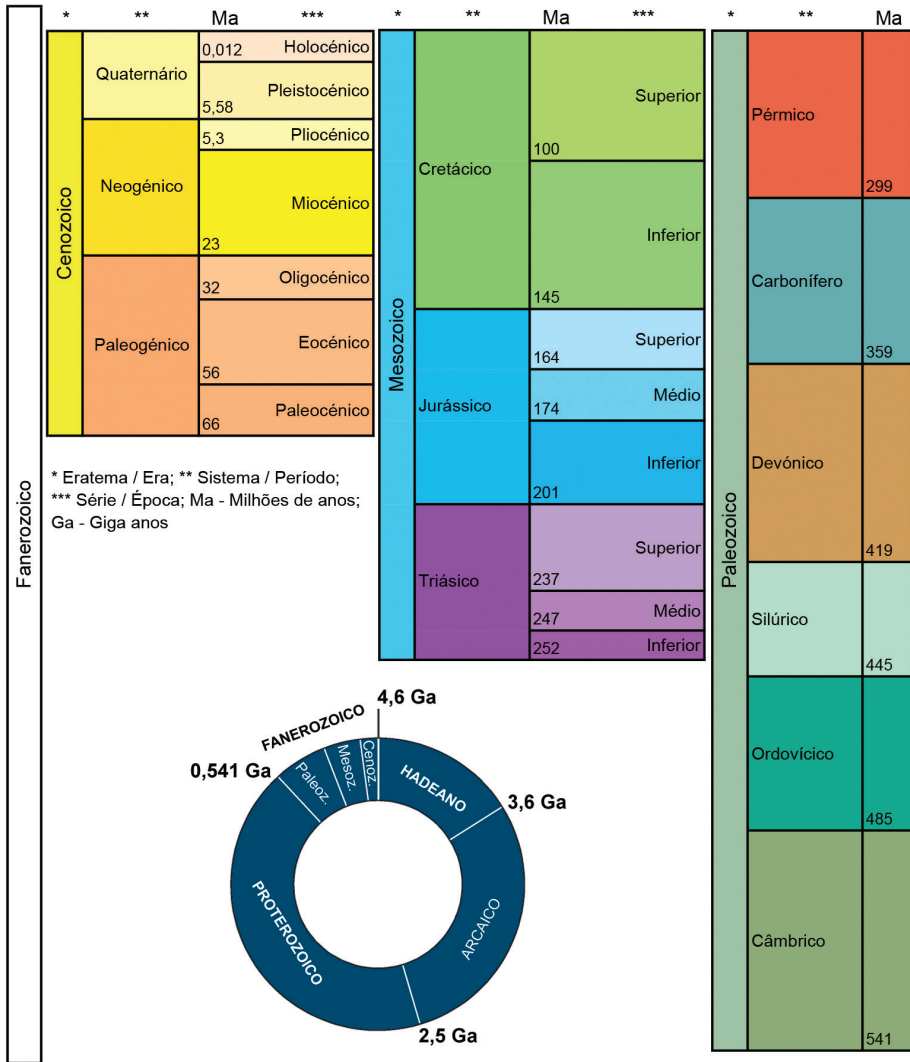 * ** Ma ***
Fanerozoico
Cenozoico
Quaternário
0,012 Holocénico
5,58 Pleistocénico
Neogénico
5,3 Pliocénico
23 Miocénico
Paleogénico
32 Oligocénico
56 Eocénico
66 Paleocénico
* Eratema / Era; ** Sistema / Período;
*** Série / Época; Ma - Milhões de anos;
Ga - Giga anos
* ** Ma ***
Mesozoico
Cretácico
100 Superior
145 Inferior
Jurássico
164 Superior
174 Médio
201 Inferior
Triásico
237 Superior
247 Médio
252 Inferior
* ** Ma
Paleozoico
Pérmico 299
Carbonífero 359
Devónico 419
Silúrico 445
Ordovícico 485
Câmbrico 541
4,6 Ga
FANEROZOICO
0,541 Ga
Paleoz.
Mesoz.
Cenoz.
HADEANO
3,6 Ga
ARCAICO
2,5 Ga
PROTEROZOICO